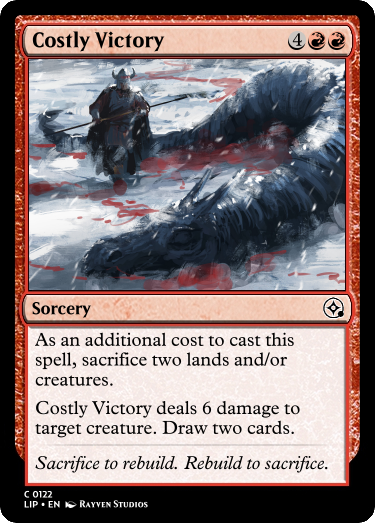 Costly Victory 4
Sorcery
As an additional cost to cast this
spell, sacrifice two lands and/or
creatures.
Costly Victory deals 6 damage to
target creature. Draw two cards.
Sacrifice to rebuild. Rebuild to sacrifice.
C 0122
LIP • EN Rayven Studios